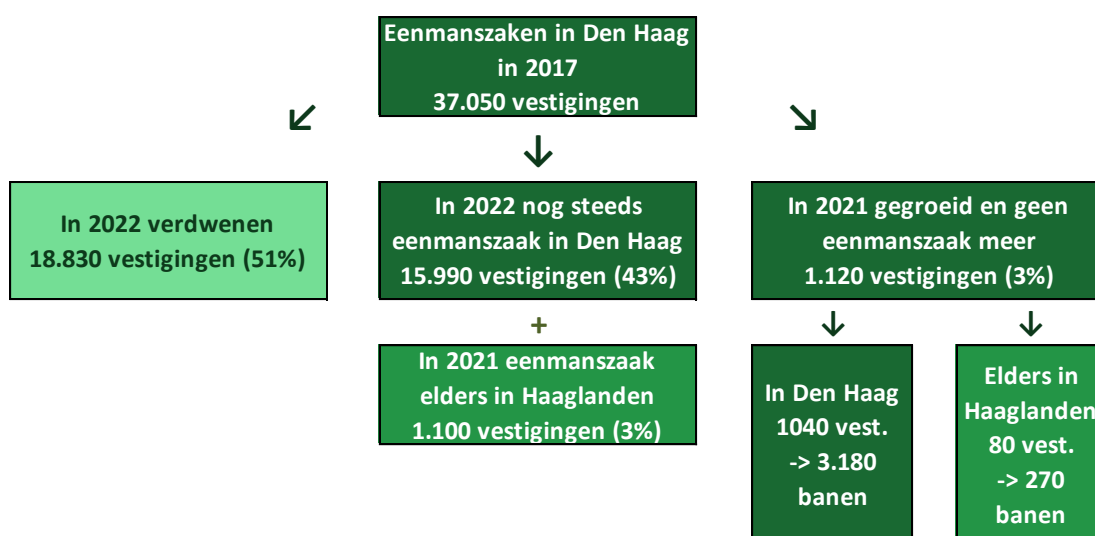 Eenmanszaken in Den Haag
in 2017
37.050 vestigingen
In 2022 verdwenen
18.830 vestigingen (51%)
In 2022 nog steeds
eenmanszaak in Den Haag
15.990 vestigingen (43%)
In 2021 gegroeid en geen
eenmanszaak meer
1.120 vestigingen (3%)
+
In 2021 eenmanszaak
elders in Haaglanden
1.100 vestigingen (3%)
In Den Haag
1040 vest.
-> 3.180
banen
Elders in
Haaglanden
80 vest.
-> 270
banen